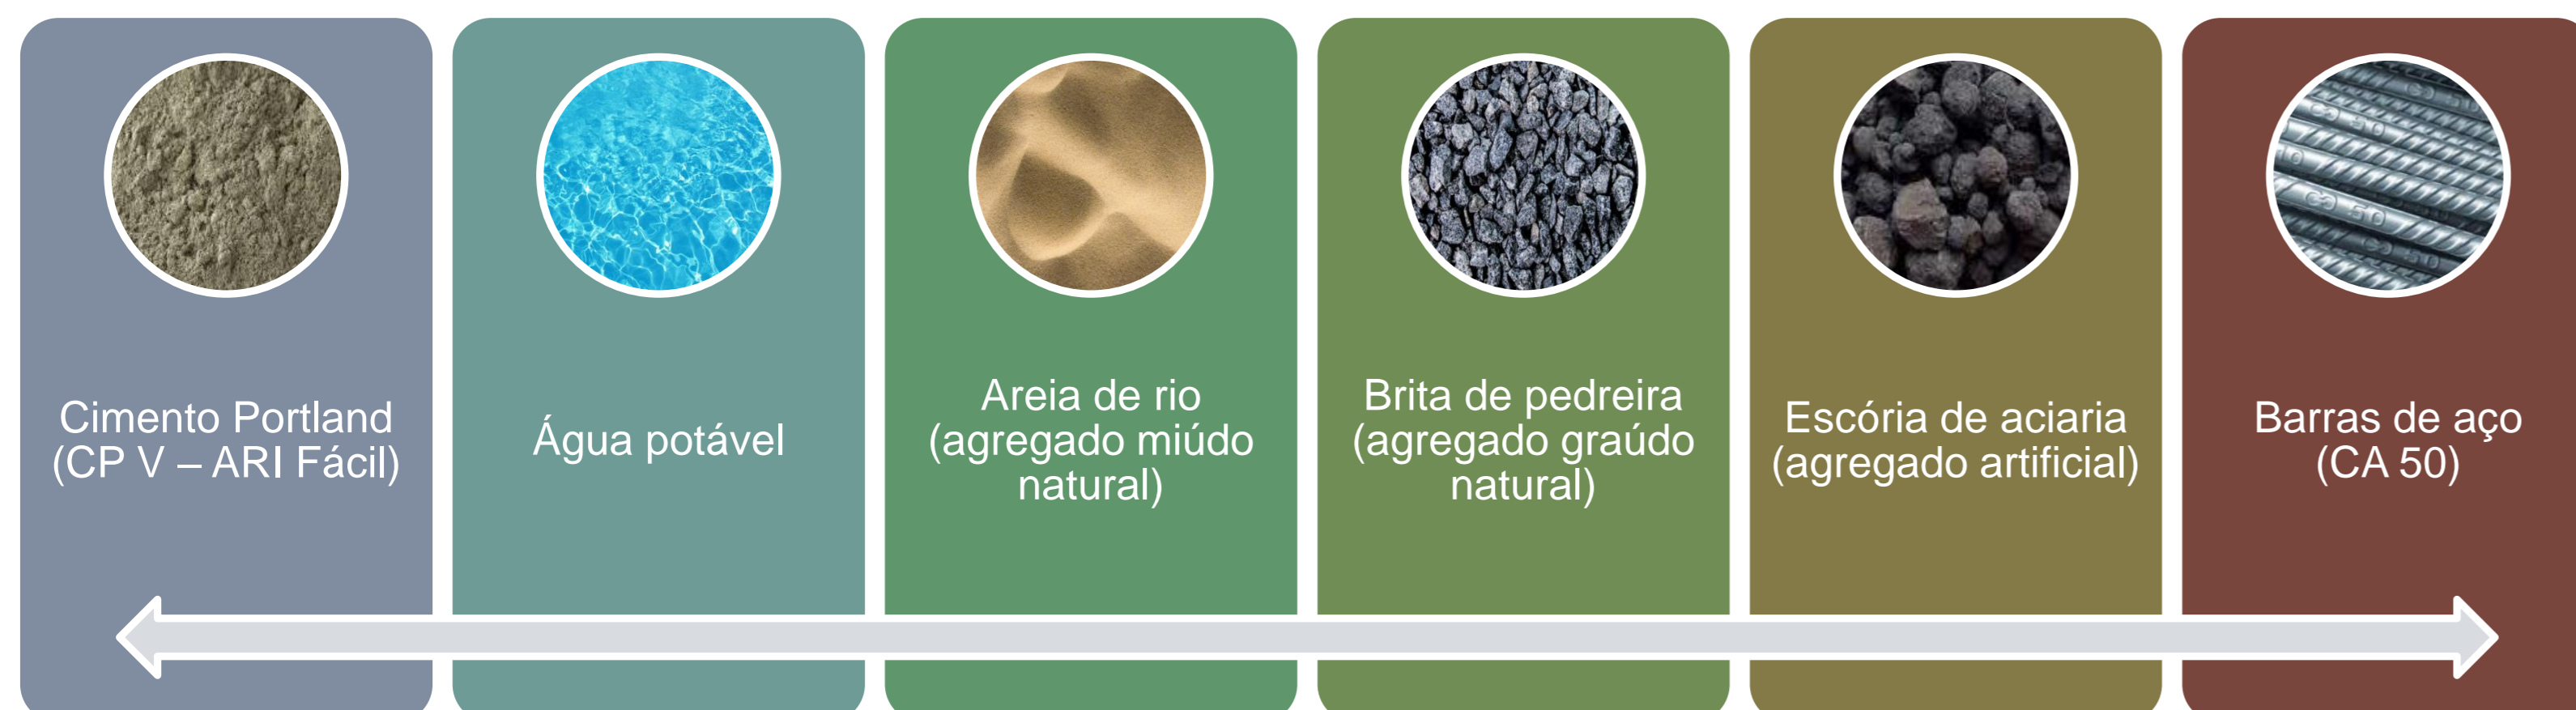 Cimento Portland
(CP V – ARI Fácil)
Água potável
Areia de rio
(agregado miúdo
natural)
Brita de pedreira
(agregado graúdo
natural)
Escória de aciaria
(agregado artificial)
Barras de aço
(CA 50)